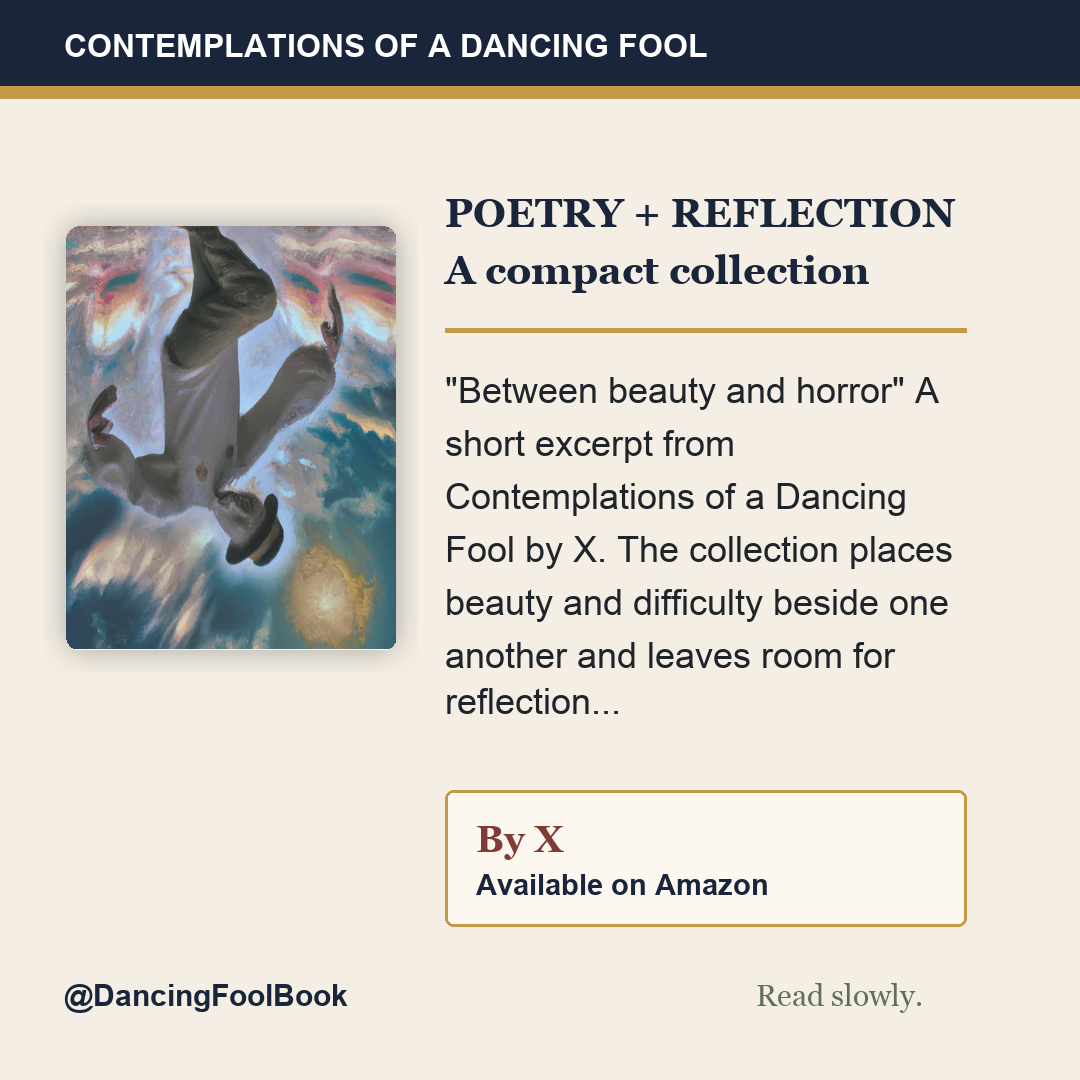 CONTEMPLATIONS OF A DANCING FOOL
POETRY + REFLECTION
A compact collection
"Between beauty and horror" A
short excerpt from
Contemplations of a Dancing
Fool by X. The collection places
beauty and difficulty beside one
another and leaves room for
reflection...
By X
Available on Amazon
@DancingFoolBook
Read slowly.